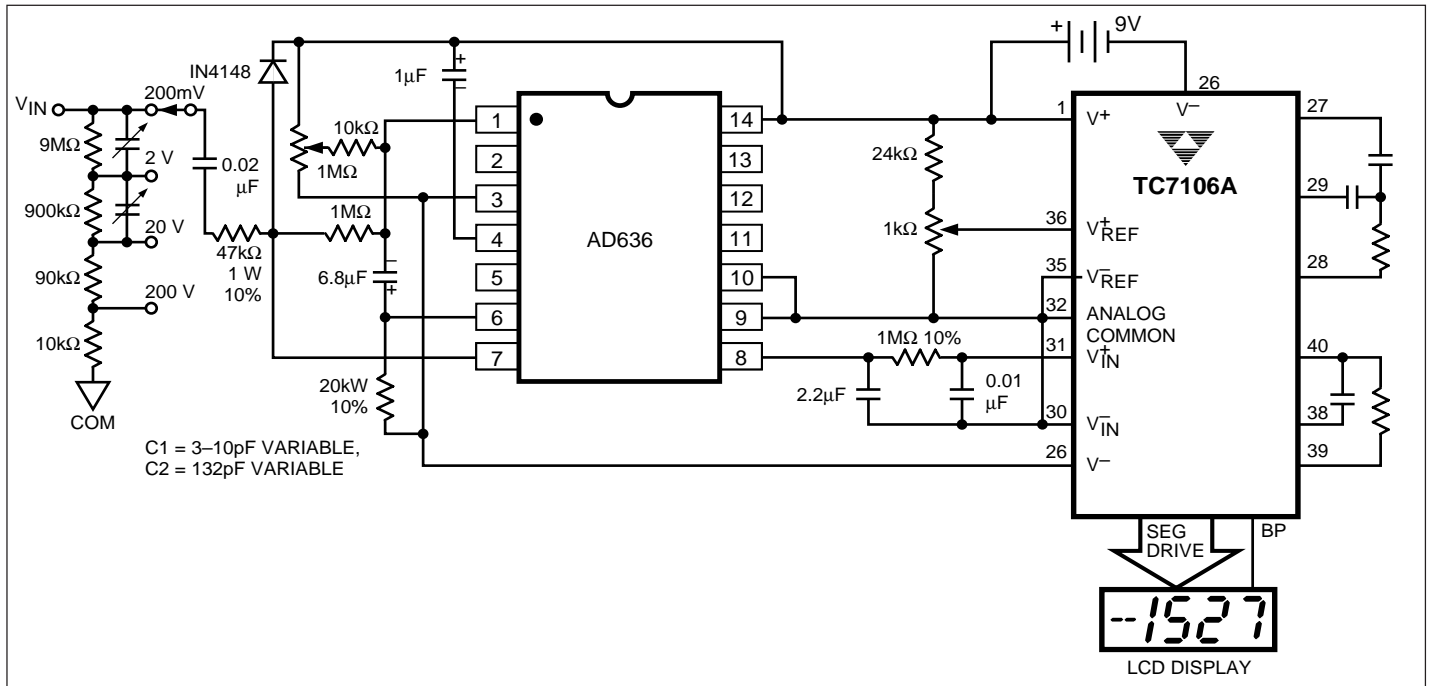 9V
+
26
V–
IN4148
1µF
+
–
VIN
200mV
9MΩ
2 V
0.02
µF
900kΩ
20 V
90kΩ
200 V
10kΩ
COM
47kΩ
1 W
10%
10kΩ
1MΩ
1MΩ
6.8µF
–
+
20kW
10%
C1 = 3–10pF VARIABLE,
C2 = 132pF VARIABLE
1
2
3
4
5
6
7
AD636
14
13
12
11
10
9
8
24kΩ
1kΩ
1MΩ 10%
2.2µF
0.01
µF
1
V+
TC7106A
36
V+REF
35
V–REF
32
ANALOG
COMMON
31
V+IN
30
V–IN
26
V–
27
29
28
40
38
39
SEG
DRIVE
BP
--1527
LCD DISPLAY